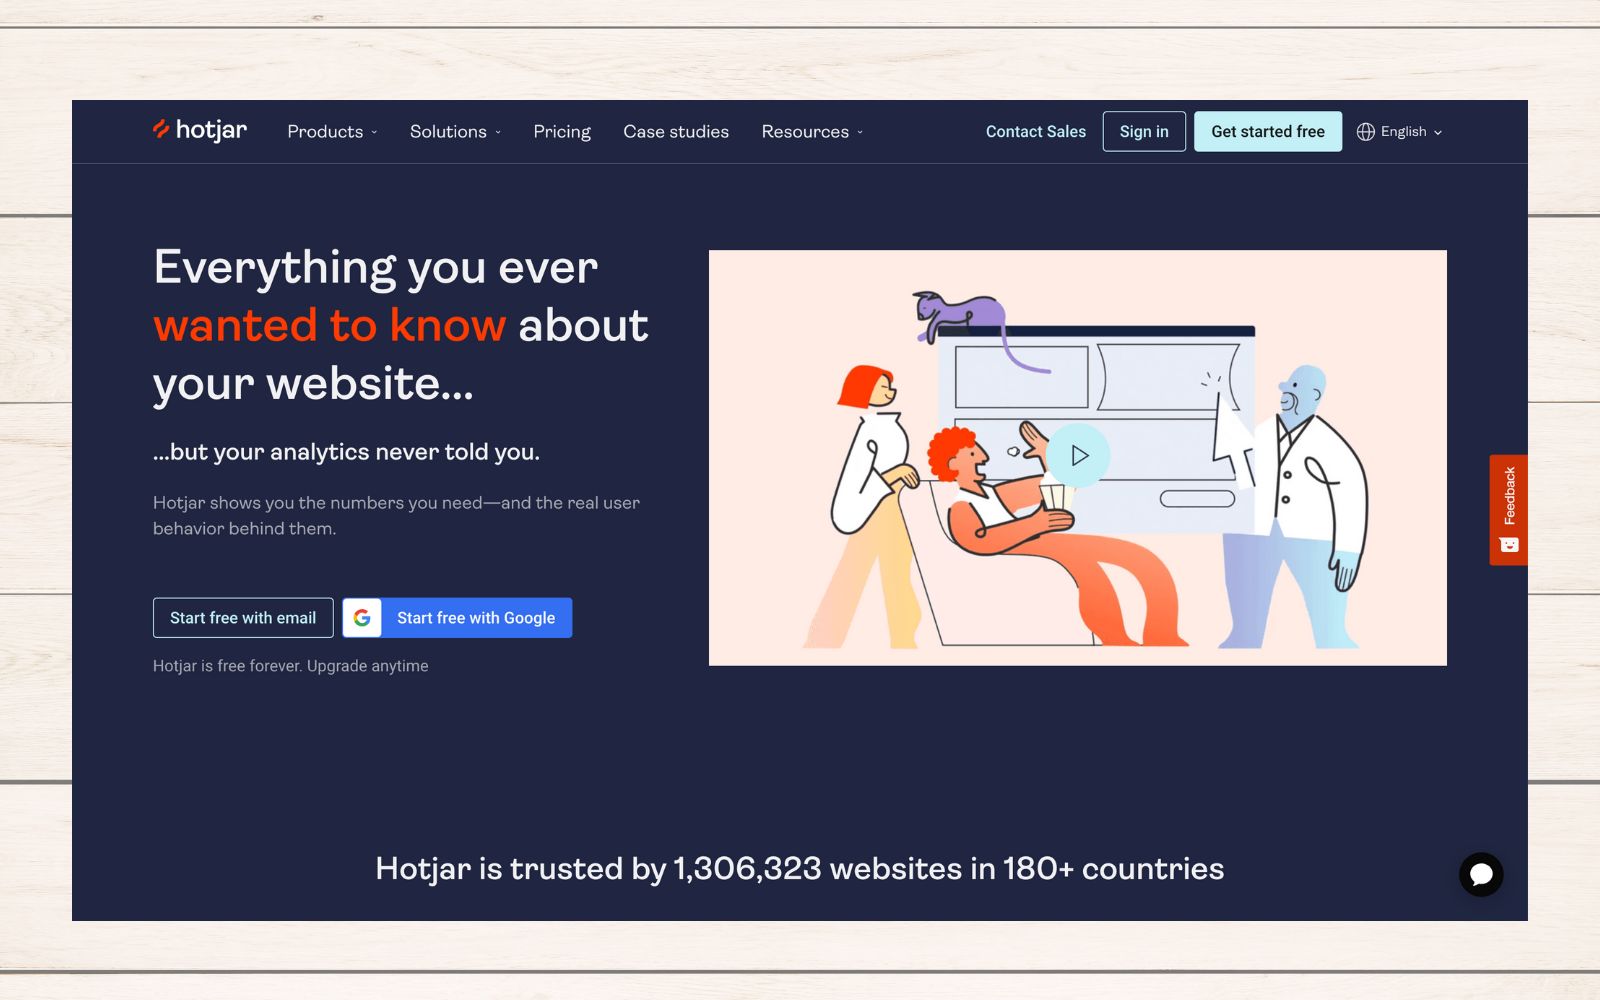 hotjar
Products
Solutions
Pricing
Case studies
Resources
Contact Sales
Sign in
Get started free
English
Everything you ever
wanted to know about
your website...
...but your analytics never told you.
Hotjar shows you the numbers you need—and the real user
behavior behind them.
Start free with email
Start free with Google
Hotjar is free forever. Upgrade anytime
Feedback
Hotjar is trusted by 1,306,323 websites in 180+ countries